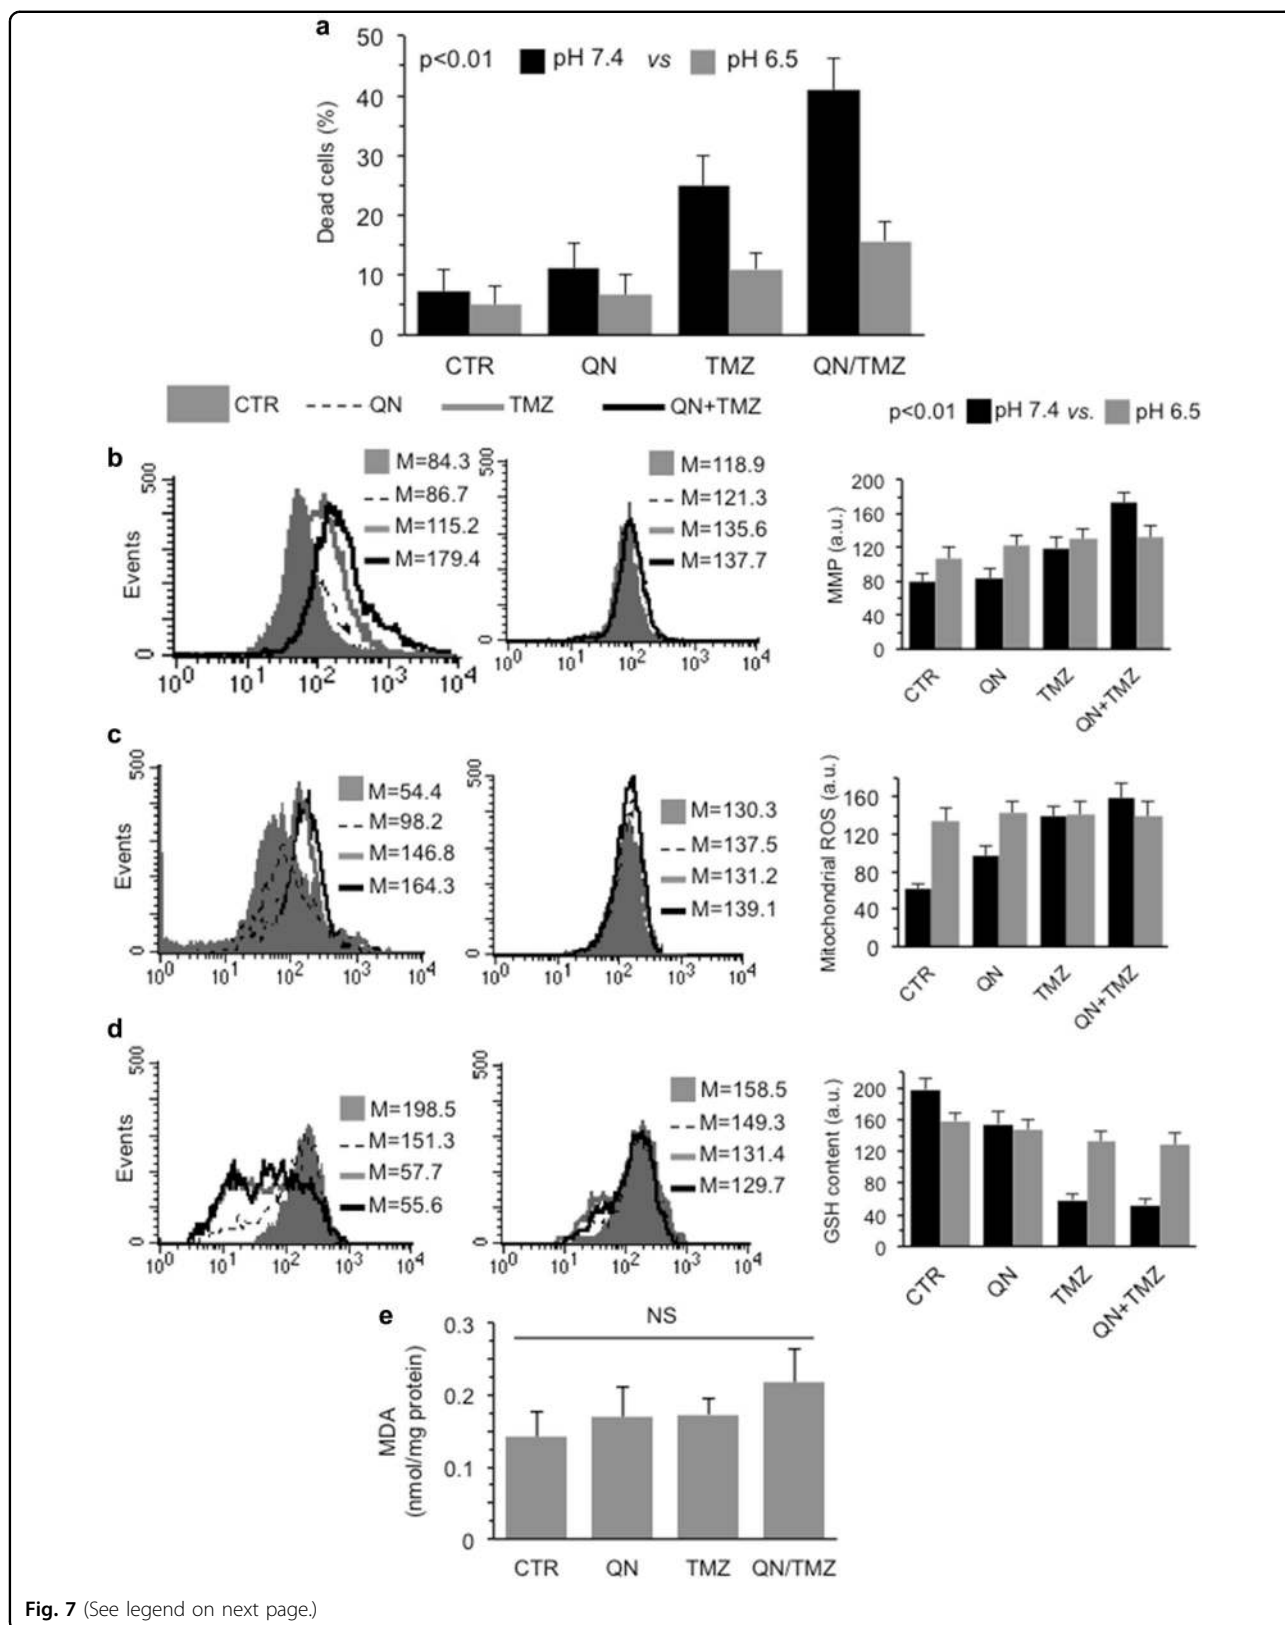 a
50
40
30
20
10
0
Dead cells (%)
p<0.01 pH 7.4 vs pH 6.5
CTR QN TMZ QN/TMZ
CTR QN TMZ QN+TMZ
p<0.01 pH 7.4 vs. pH 6.5
b
500
0
Events
10^0 10^1 10^2 10^3 10^4
M=84.3
M=86.7
M=115.2
M=179.4
500
0
10^0 10^1 10^2 10^3 10^4
M=118.9
M=121.3
M=135.6
M=137.7
MMP (a.u.)
200
160
120
80
40
0
CTR QN TMZ QN+TMZ
c
500
0
Events
10^0 10^1 10^2 10^3 10^4
M=54.4
M=98.2
M=146.8
M=164.3
500
0
10^0 10^1 10^2 10^3 10^4
M=130.3
M=137.5
M=131.2
M=139.1
Mitochondrial ROS (a.u.)
160
120
80
40
0
CTR QN TMZ QN+TMZ
d
500
0
Events
10^0 10^1 10^2 10^3 10^4
M=198.5
M=151.3
M=57.7
M=55.6
500
0
10^0 10^1 10^2 10^3 10^4
M=158.5
M=149.3
M=131.4
M=129.7
GSH content (a.u.)
200
160
120
80
40
0
CTR QN TMZ QN+TMZ
e
NS
MDA
(nmol/mg protein)
0.3
0.2
0.1
0
CTR QN TMZ QN/TMZ
Fig. 7 (See legend on next page.)